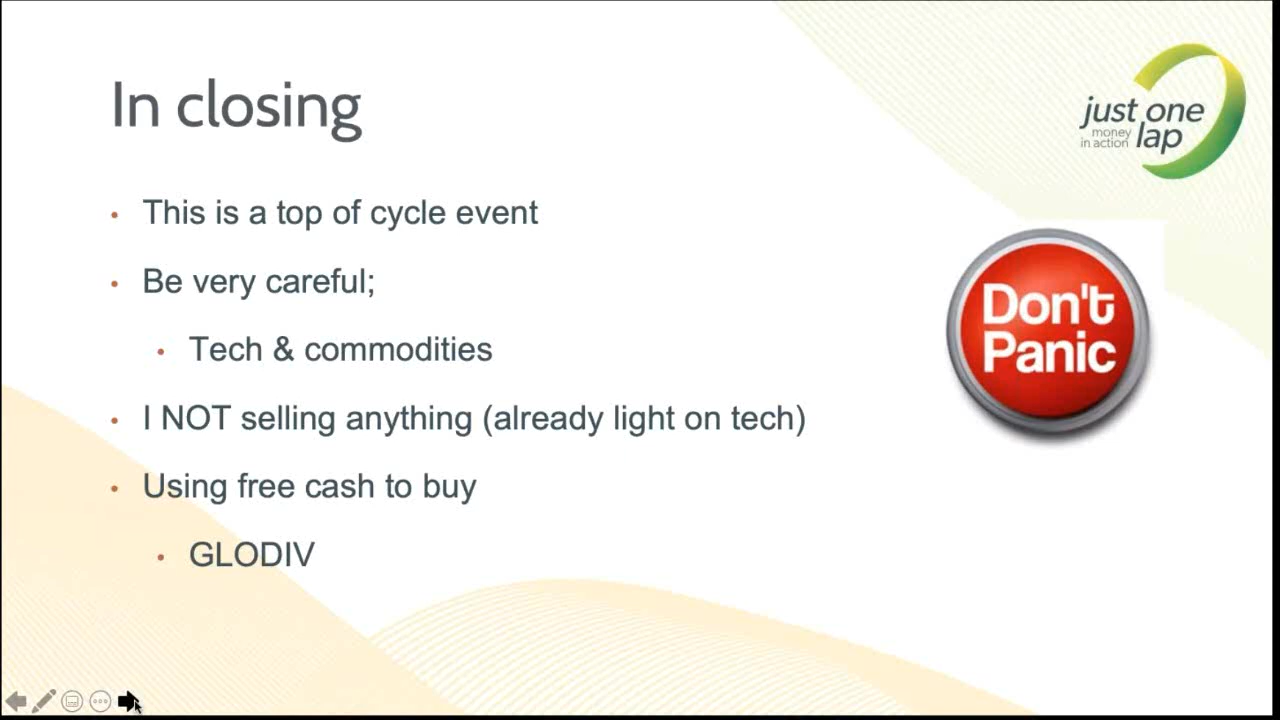 In closing
just one
money
in action lap
• This is a top of cycle event
• Be very careful;
• Tech & commodities
• I NOT selling anything (already light on tech)
• Using free cash to buy
• GLODIV
Don't
Panic